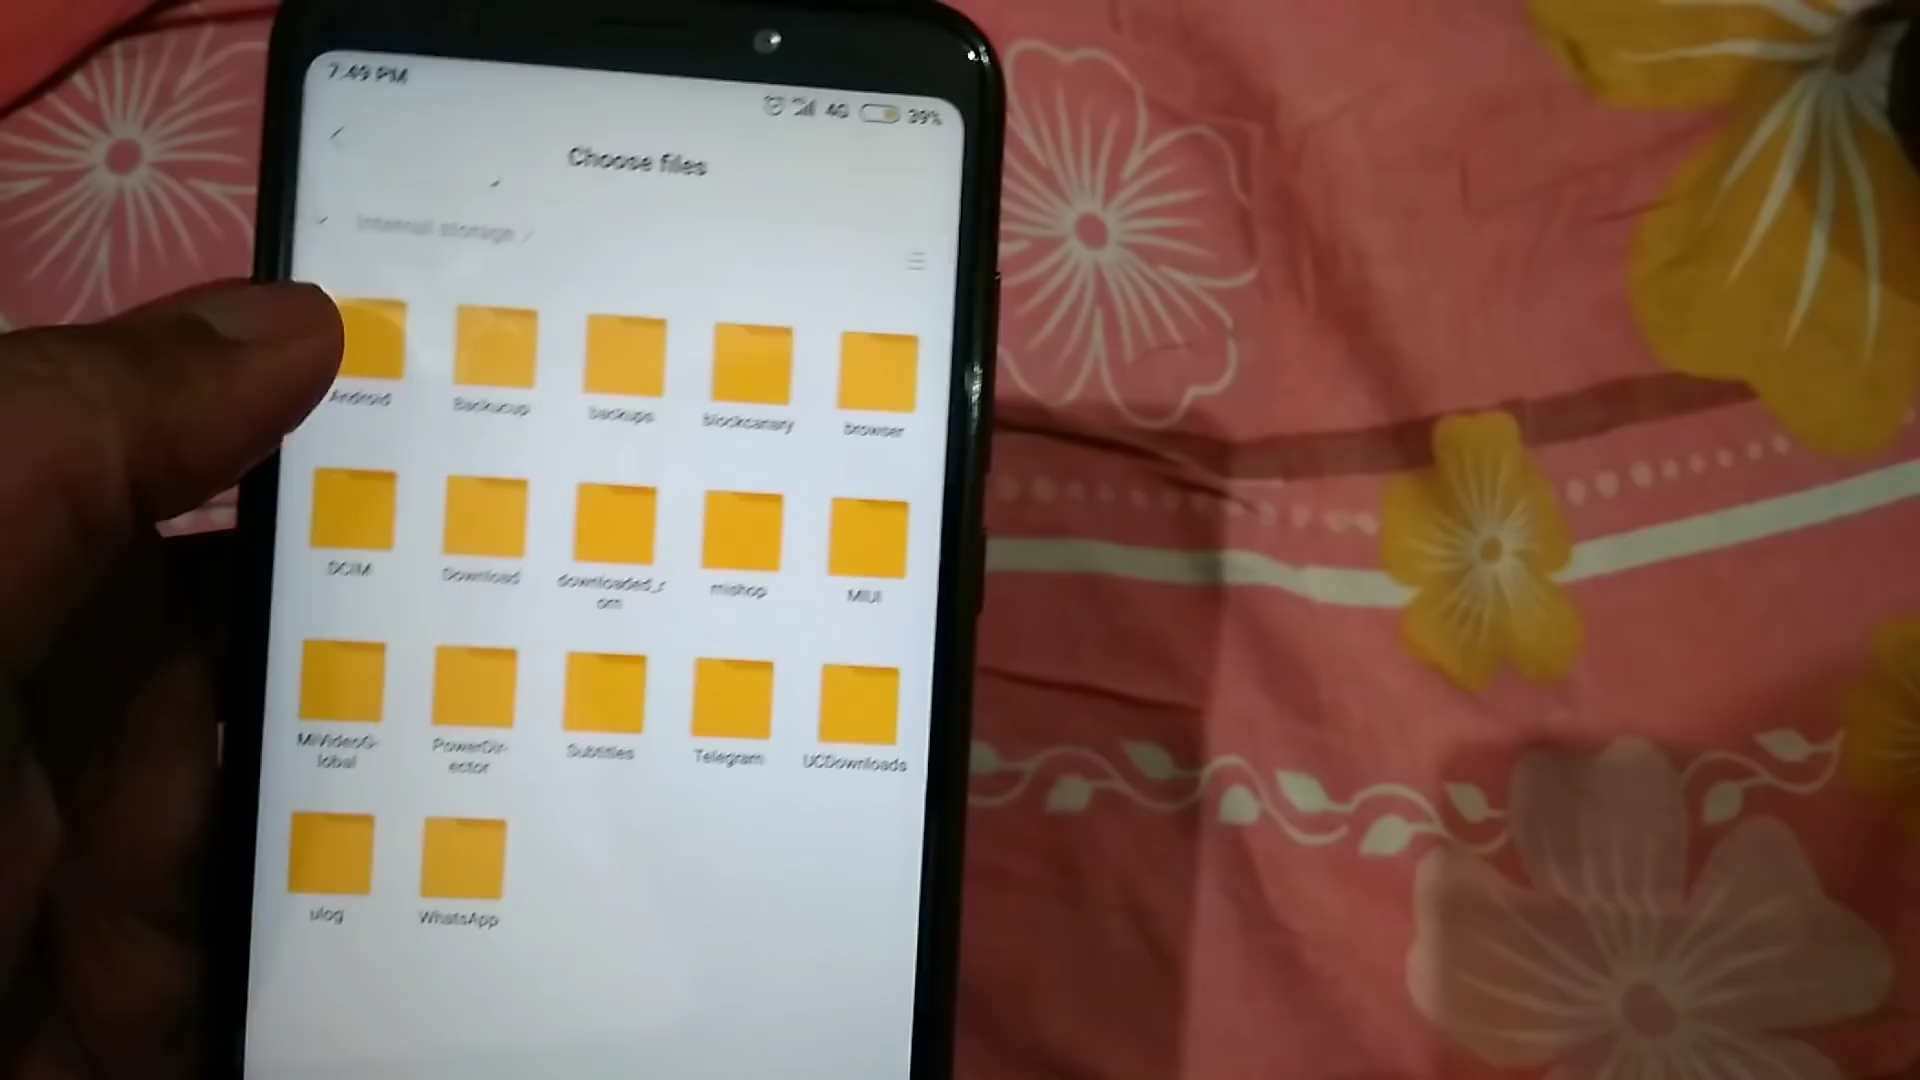 7:49 PM
4G 39%
Choose files
Internal storage
Android
Backucup
backups
blockcanary
browser
DCIM
Download
downloaded_r
om
mishop
MIUI
MiVideoG-
lobal
PowerDir-
ector
Subtitles
Telegram
UCDownloads
ulog
WhatsApp